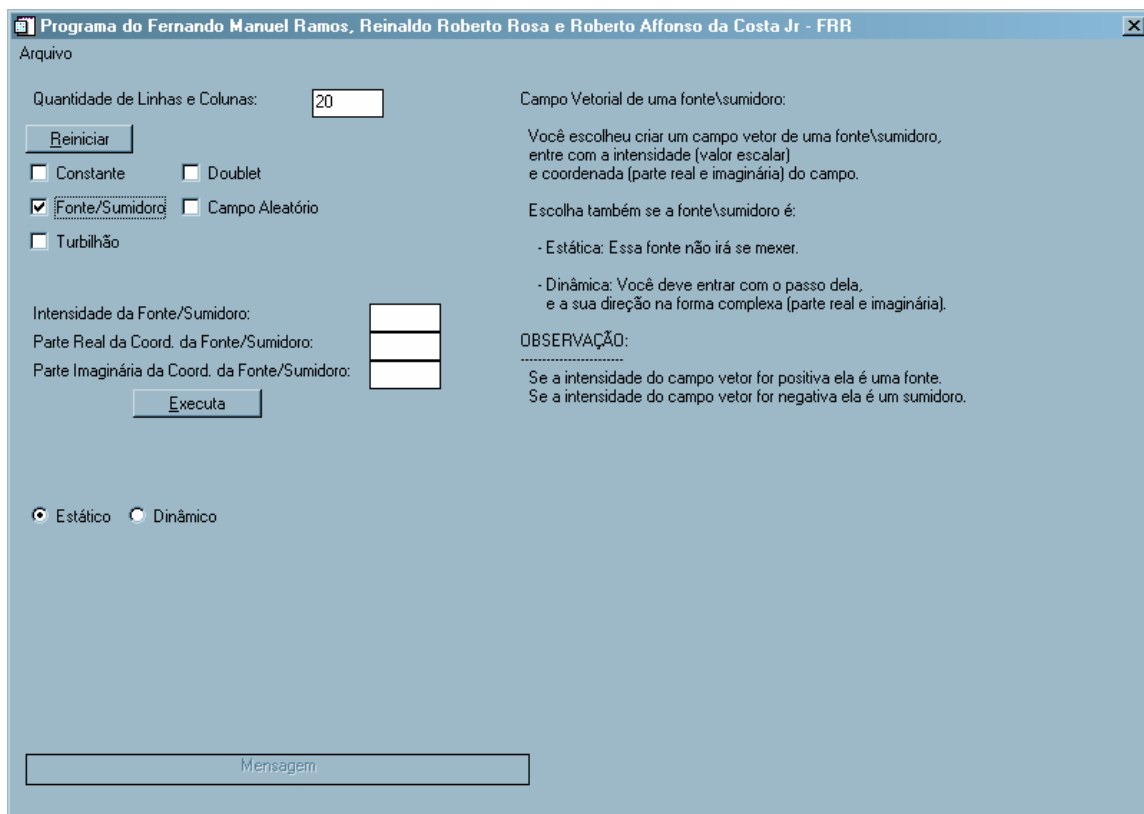 Programa do Fernando Manuel Ramos, Reinaldo Roberto Rosa e Roberto Affonso da Costa Jr - FRR
Arquivo
Quantidade de Linhas e Colunas: 20
Reiniciar
Constante Doublet
Fonte/Sumidoro Campo Aleatório
Turbilhão
Intensidade da Fonte/Sumidoro:
Parte Real da Coord. da Fonte/Sumidoro:
Parte Imaginária da Coord. da Fonte/Sumidoro:
Executa
Estático Dinâmico
Mensagem
Campo Vetorial de uma fonte\sumidoro:
Você escolheu criar um campo vetor de uma fonte\sumidoro,
entre com a intensidade (valor escalar)
e coordenada (parte real e imaginária) do campo.
Escolha também se a fonte\sumidoro é:
- Estática: Essa fonte não irá se mexer.
- Dinâmica: Você deve entrar com o passo dela,
e a sua direção na forma complexa (parte real e imaginária).
OBSERVAÇÃO:
-----------------------
Se a intensidade do campo vetor for positiva ela é uma fonte.
Se a intensidade do campo vetor for negativa ela é um sumidoro.